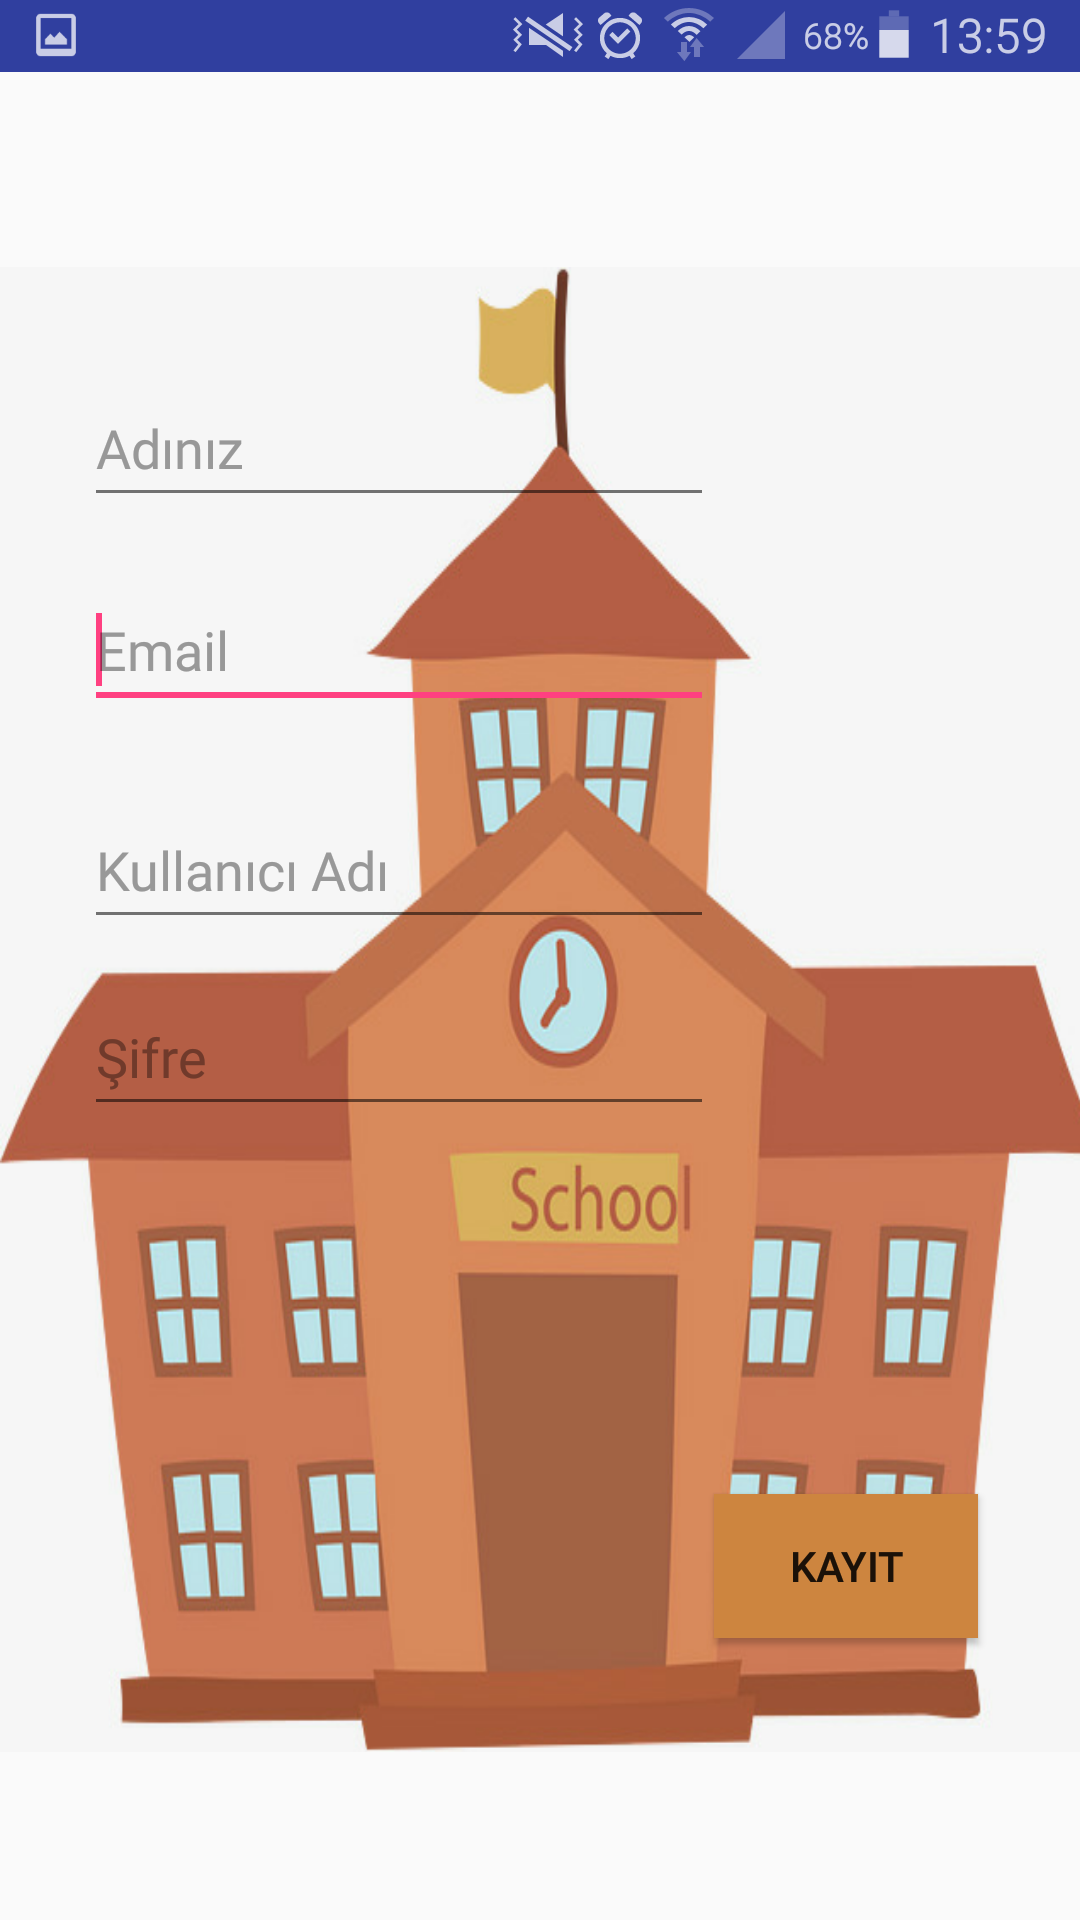 68% 13:59
Adınız
Email
Kullanıcı Adı
Şifre
School
KAYIT